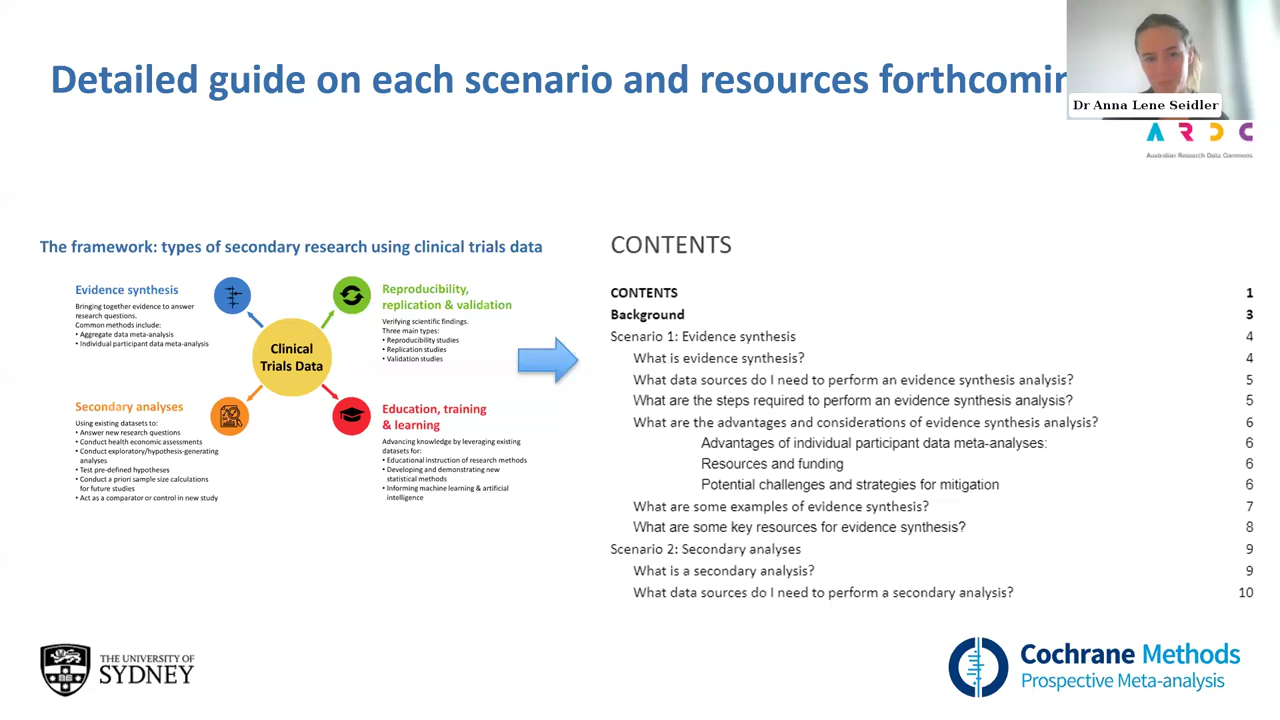 Detailed guide on each scenario and resources forthcomin
Dr Anna Lene Seidler
ARDC
Australian Research Data Commons
The framework: types of secondary research using clinical trials data
Evidence synthesis
Bringing together evidence to answer
research questions.
Common methods include:
• Aggregate data meta-analysis
• Individual participant data meta-analysis
Reproducibility,
replication & validation
Verifying scientific findings.
Three main types:
• Reproducibility studies
• Replication studies
• Validation studies
Clinical
Trials Data
Secondary analyses
Using existing datasets to:
• Answer new research questions
• Conduct health economic assessments
• Conduct exploratory/hypothesis-generating
analyses
• Test pre-defined hypotheses
• Conduct a priori sample size calculations
for future studies
• Act as a comparator or control in new study
Education, training
& learning
Advancing knowledge by leveraging existing
datasets for:
• Educational instruction of research methods
• Developing and demonstrating new
statistical methods
• Informing machine learning & artificial
intelligence
CONTENTS
CONTENTS 1
Background 3
Scenario 1: Evidence synthesis 4
What is evidence synthesis? 4
What data sources do I need to perform an evidence synthesis analysis? 5
What are the steps required to perform an evidence synthesis analysis? 5
What are the advantages and considerations of evidence synthesis analysis? 6
Advantages of individual participant data meta-analyses: 6
Resources and funding 6
Potential challenges and strategies for mitigation 6
What are some examples of evidence synthesis? 7
What are some key resources for evidence synthesis? 8
Scenario 2: Secondary analyses 9
What is a secondary analysis? 9
What data sources do I need to perform a secondary analysis? 10
THE UNIVERSITY OF
SYDNEY
Cochrane Methods
Prospective Meta-analysis